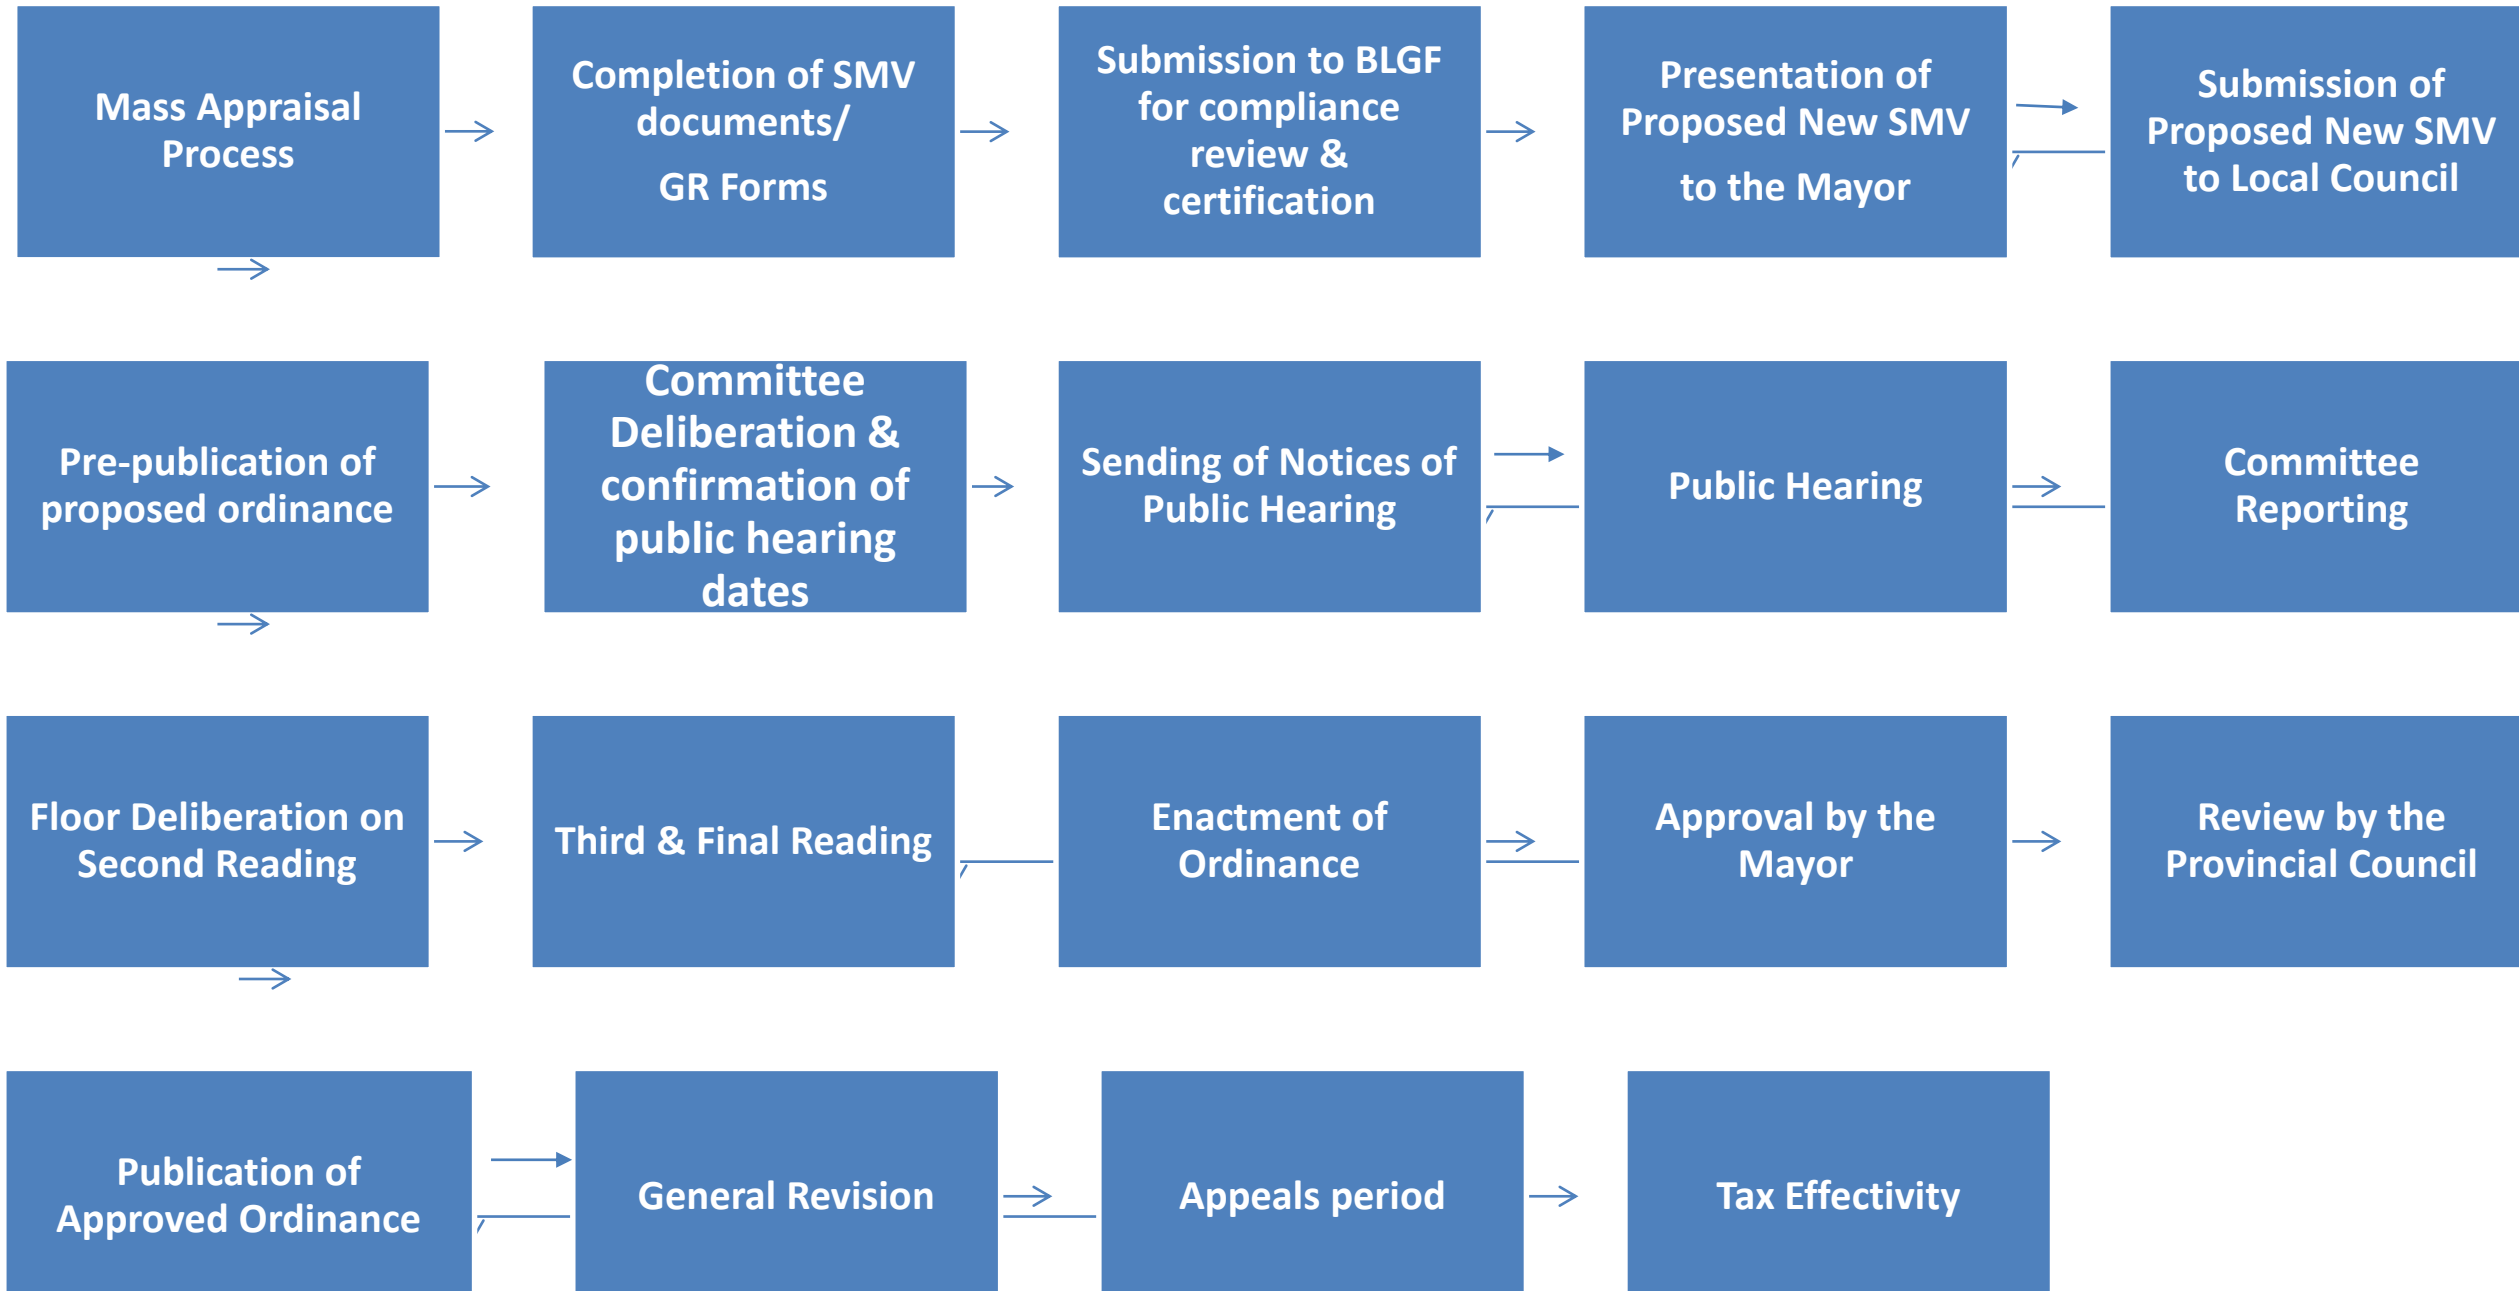 Mass Appraisal
Process
Completion of SMV
documents/
GR Forms
Submission to BLGF
for compliance
review &
certification
Presentation of
Proposed New SMV
to the Mayor
Submission of
Proposed New SMV
to Local Council
Pre-publication of
proposed ordinance
Committee
Deliberation &
confirmation of
public hearing
dates
Sending of Notices of
Public Hearing
Public Hearing
Committee
Reporting
Floor Deliberation on
Second Reading
Third & Final Reading
Enactment of
Ordinance
Approval by the
Mayor
Review by the
Provincial Council
Publication of
Approved Ordinance
General Revision
Appeals period
Tax Effectivity